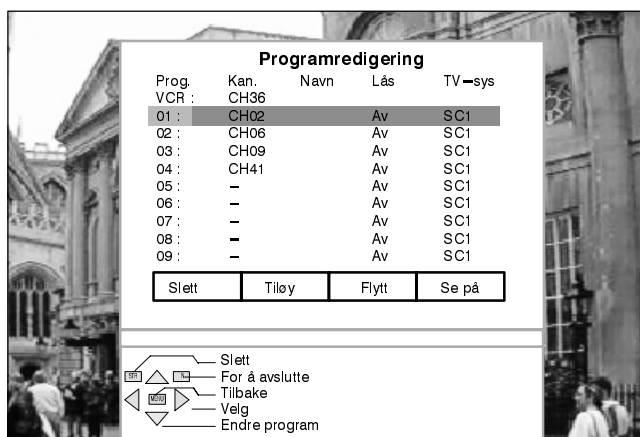 Programredigering
Prog. Kan. Navn Lås TV-sys
VCR : CH36
01 : CH02 Av SC1
02 : CH06 Av SC1
03 : CH09 Av SC1
04 : CH41 Av SC1
05 : - Av SC1
06 : - Av SC1
07 : - Av SC1
08 : - Av SC1
09 : - Av SC1
Slett Tiløy Flytt Se på
Slett
STR N For å avslutte
MENU Tilbake
Velg
Endre program